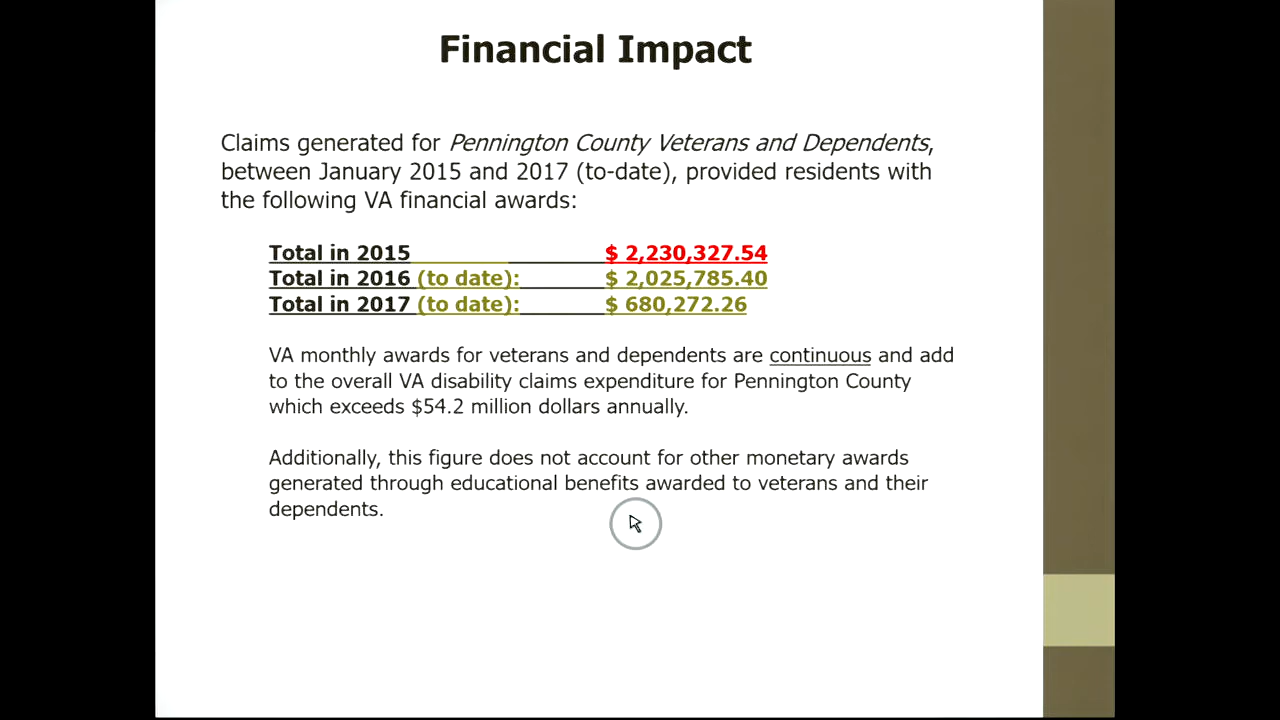 Financial Impact
Claims generated for Pennington County Veterans and Dependents,
between January 2015 and 2017 (to-date), provided residents with
the following VA financial awards:
Total in 2015 $ 2,230,327.54
Total in 2016 (to date): $ 2,025,785.40
Total in 2017 (to date): $ 680,272.26
VA monthly awards for veterans and dependents are continuous and add
to the overall VA disability claims expenditure for Pennington County
which exceeds $54.2 million dollars annually.
Additionally, this figure does not account for other monetary awards
generated through educational benefits awarded to veterans and their
dependents.